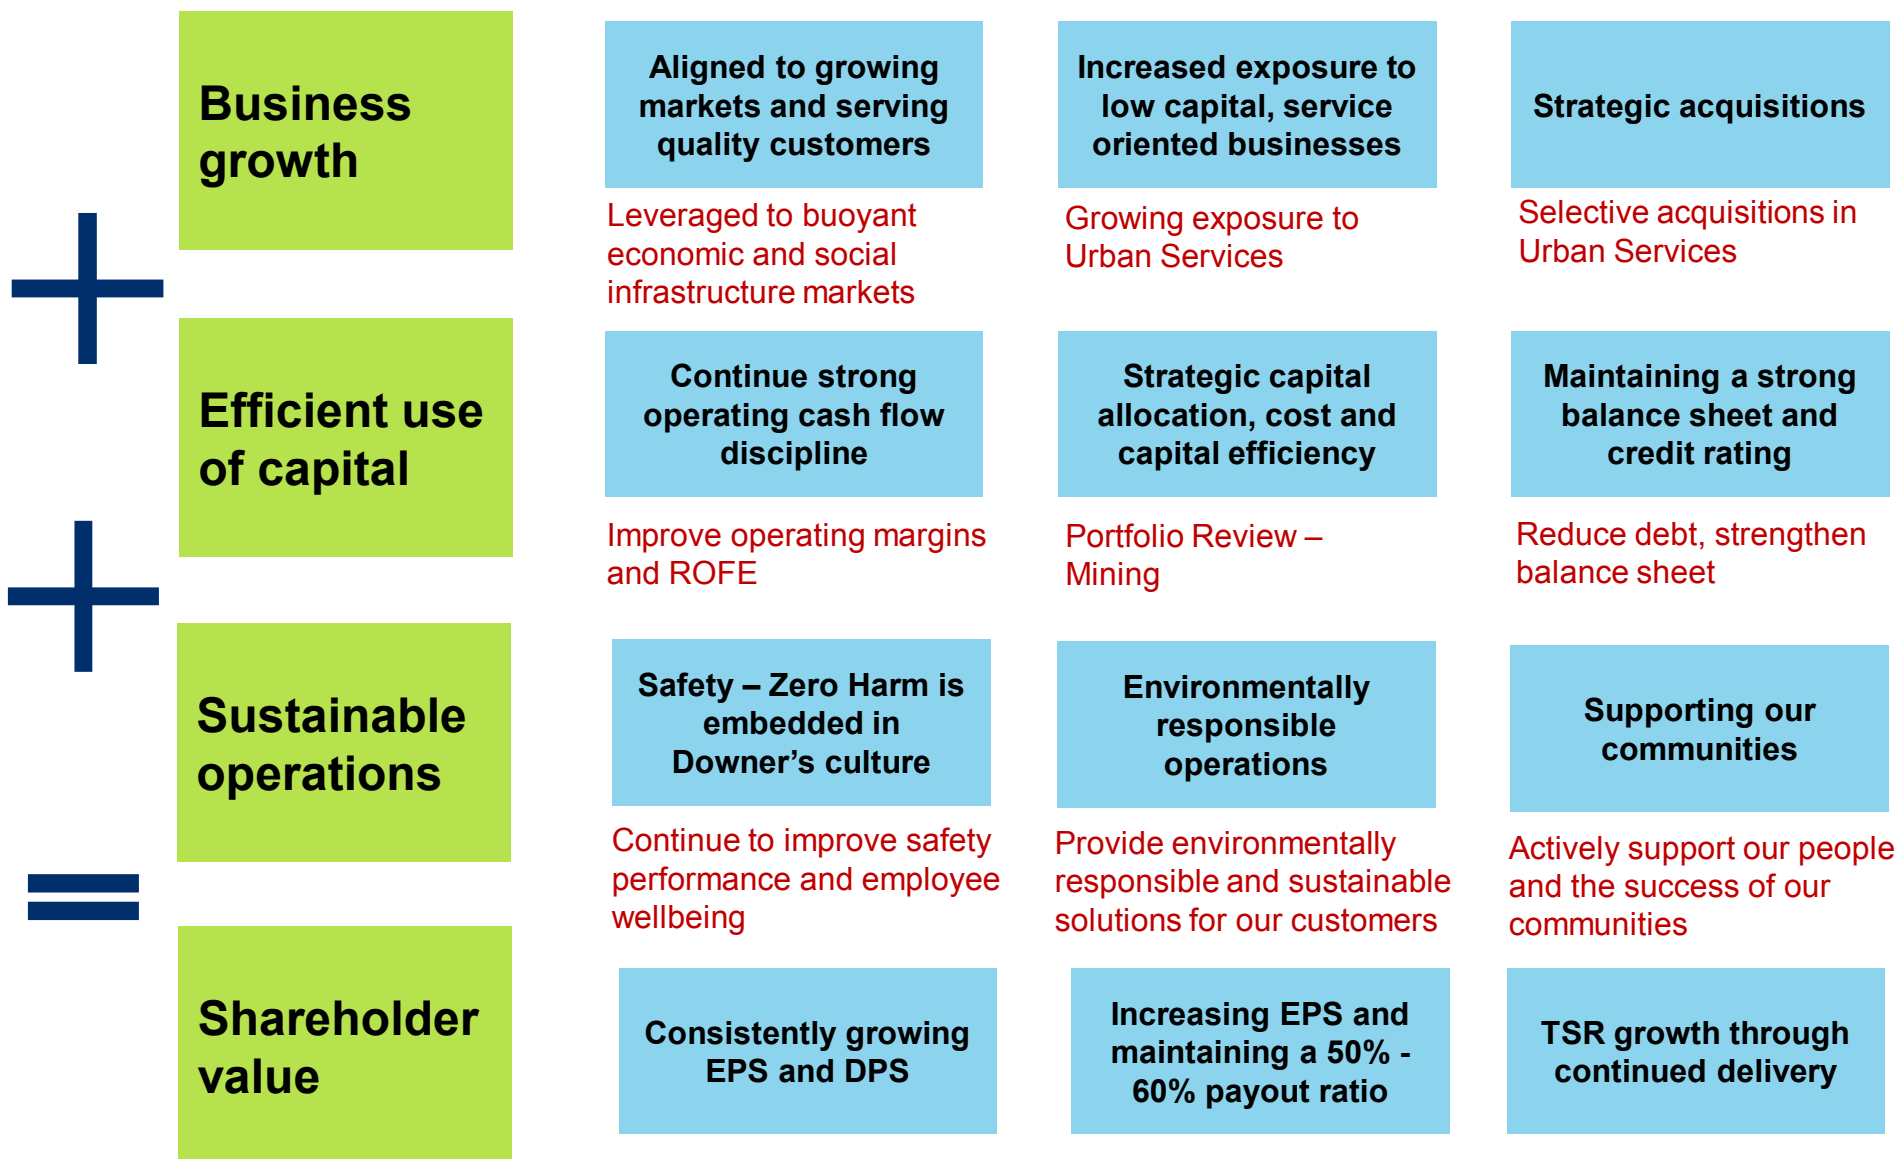 Business
growth
Aligned to growing
markets and serving
quality customers
Increased exposure to
low capital, service
oriented businesses
Strategic acquisitions
Leveraged to buoyant
economic and social
infrastructure markets
Growing exposure to
Urban Services
Selective acquisitions in
Urban Services
Efficient use
of capital
Continue strong
operating cash flow
discipline
Strategic capital
allocation, cost and
capital efficiency
Maintaining a strong
balance sheet and
credit rating
Improve operating margins
and ROFE
Portfolio Review –
Mining
Reduce debt, strengthen
balance sheet
Sustainable
operations
Safety – Zero Harm is
embedded in
Downer’s culture
Environmentally
responsible
operations
Supporting our
communities
Continue to improve safety
performance and employee
wellbeing
Provide environmentally
responsible and sustainable
solutions for our customers
Actively support our people
and the success of our
communities
Shareholder
value
Consistently growing
EPS and DPS
Increasing EPS and
maintaining a 50% -
60% payout ratio
TSR growth through
continued delivery